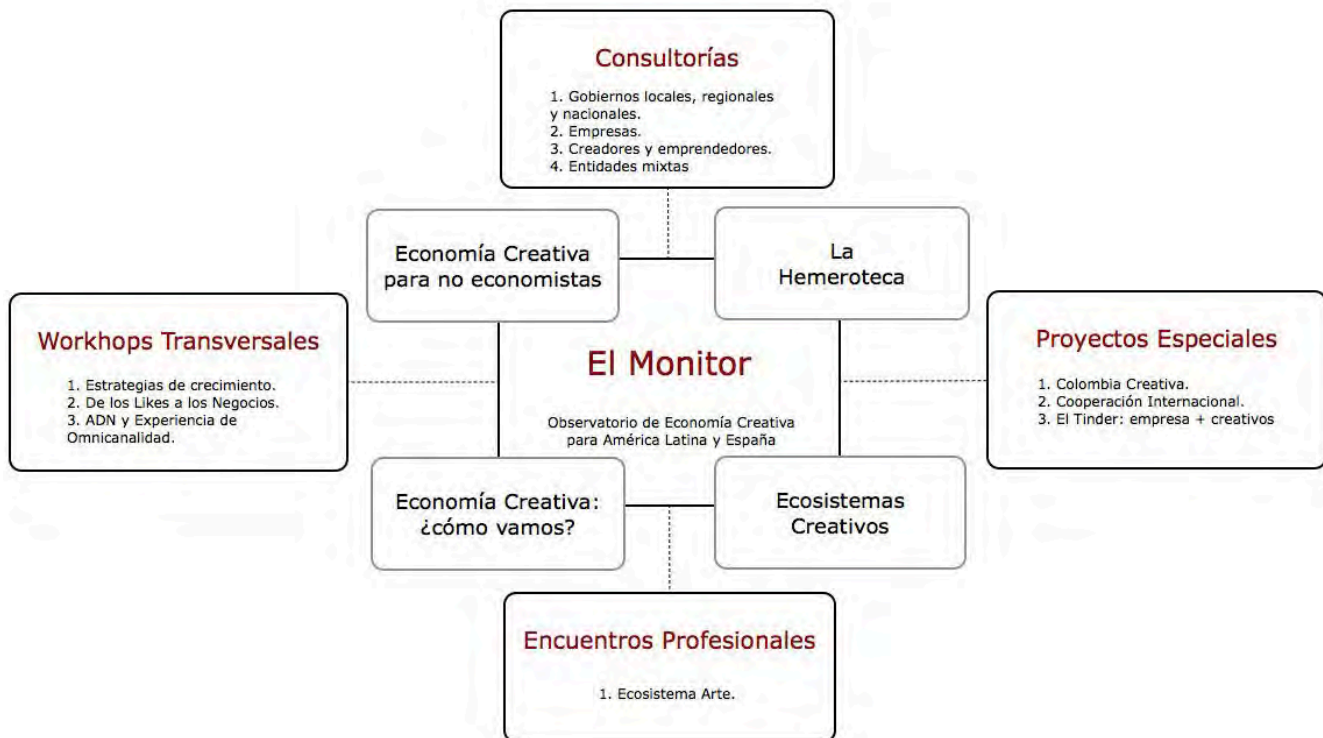 Consultorías
1. Gobiernos locales, regionales
y nacionales.
2. Empresas.
3. Creadores y emprendedores.
4. Entidades mixtas
Economía Creativa
para no economistas
La
Hemeroteca
Workhops Transversales
1. Estrategias de crecimiento.
2. De los Likes a los Negocios.
3. ADN y Experiencia de
Omnicanalidad.
El Monitor
Observatorio de Economía Creativa
para América Latina y España
Proyectos Especiales
1. Colombia Creativa.
2. Cooperación Internacional.
3. El Tinder: empresa + creativos
Economía Creativa:
¿cómo vamos?
Ecosistemas
Creativos
Encuentros Profesionales
1. Ecosistema Arte.